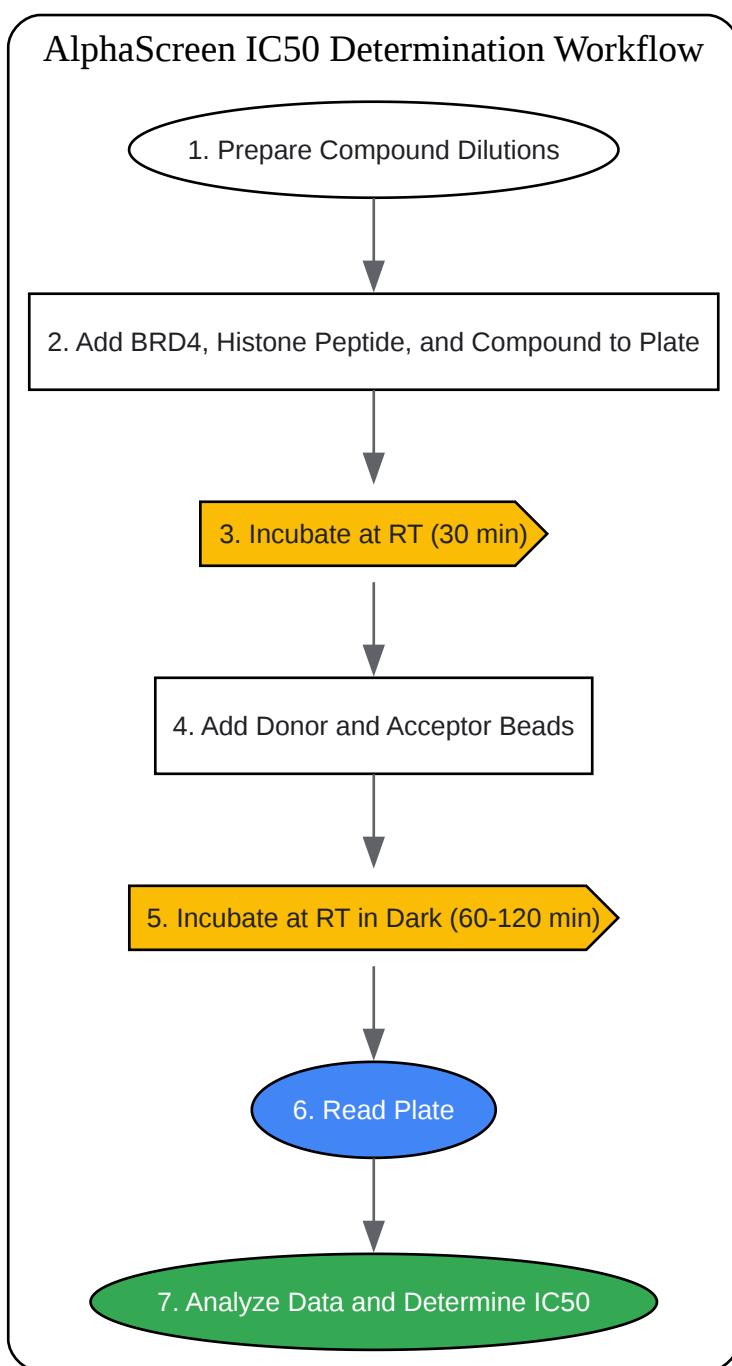 AlphaScreen IC50 Determination Workflow
1. Prepare Compound Dilutions
2. Add BRD4, Histone Peptide, and Compound to Plate
3. Incubate at RT (30 min)
4. Add Donor and Acceptor Beads
5. Incubate at RT in Dark (60-120 min)
6. Read Plate
7. Analyze Data and Determine IC50